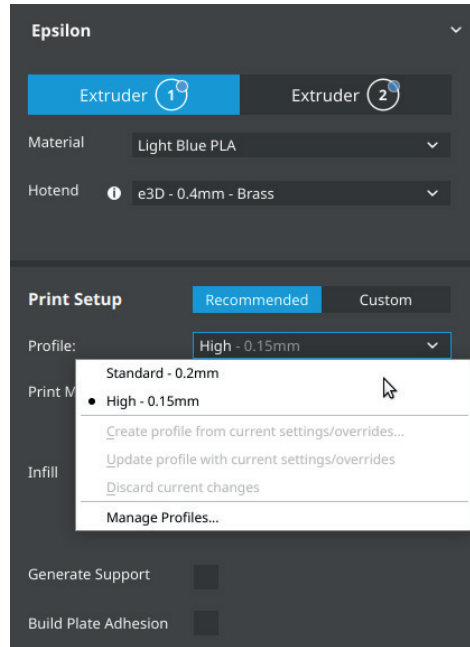 Epsilon
Extruder 1
Extruder 2
Material
Light Blue PLA
Hotend
i
e3D - 0.4mm - Brass
Print Setup
Recommended
Custom
Profile:
High - 0.15mm
Standard - 0.2mm
Print M
High - 0.15mm
Create profile from current settings/overrides...
Update profile with current settings/overrides
Infill
Discard current changes
Manage Profiles...
Generate Support
Build Plate Adhesion